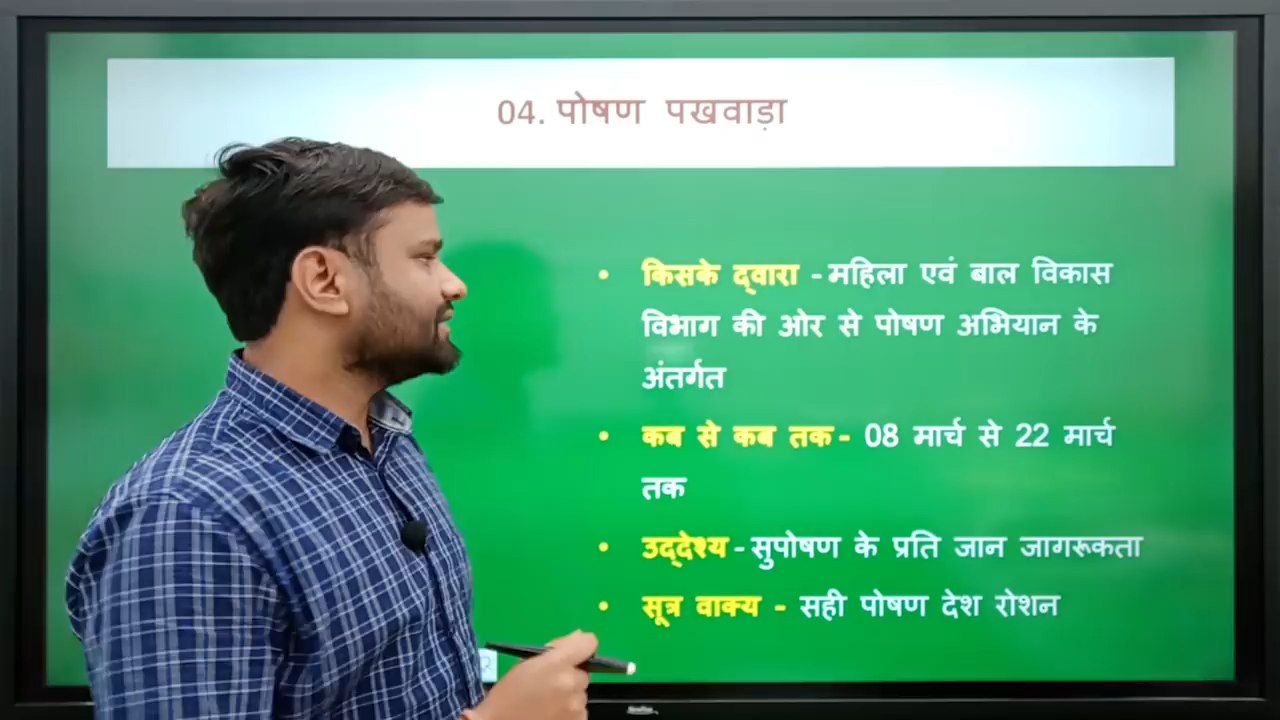 04. पोषण पखवाड़ा
• किसके द्वारा - महिला एवं बाल विकास
विभाग की ओर से पोषण अभियान के
अंतर्गत
• कब से कब तक - 08 मार्च से 22 मार्च
तक
• उद्देश्य - सुपोषण के प्रति जान जागरूकता
• सूत्र वाक्य - सही पोषण देश रोशन